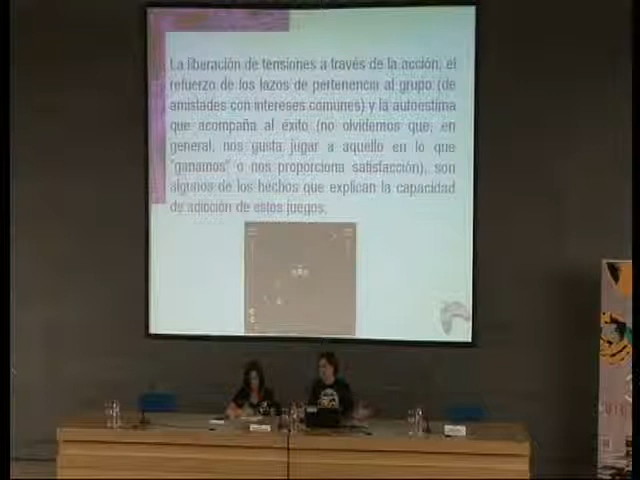 La liberación de tensiones a través de la acción, el
refuerzo de los lazos de pertenencia al grupo (de
amistades con intereses comunes) y la autoestima
que acompaña al éxito (no olvidemos que, en
general, nos gusta jugar a aquello en lo que
"ganamos" o nos proporciona satisfacción), son
algunos de los hechos que explican la capacidad
de adicción de estos juegos.